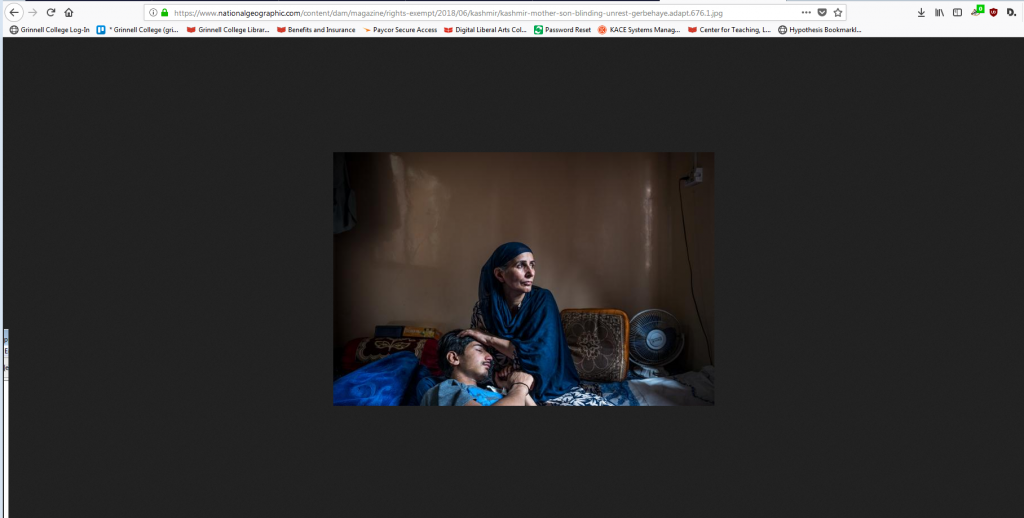 https://www.nationalgeographic.com/content/dam/magazine/rights-exempt/2018/06/kashmir/kashmir-mother-son-blinding-unrest-gerbehaye.adapt.676.1.jpg
0
Grinnell College Log-In * Grinnell College (gri... Grinnell College Librar... Benefits and Insurance Paycor Secure Access Digital Liberal Arts Col... Password Reset KACE Systems Manag... Center for Teaching, L... Hypothesis Bookmarkl...